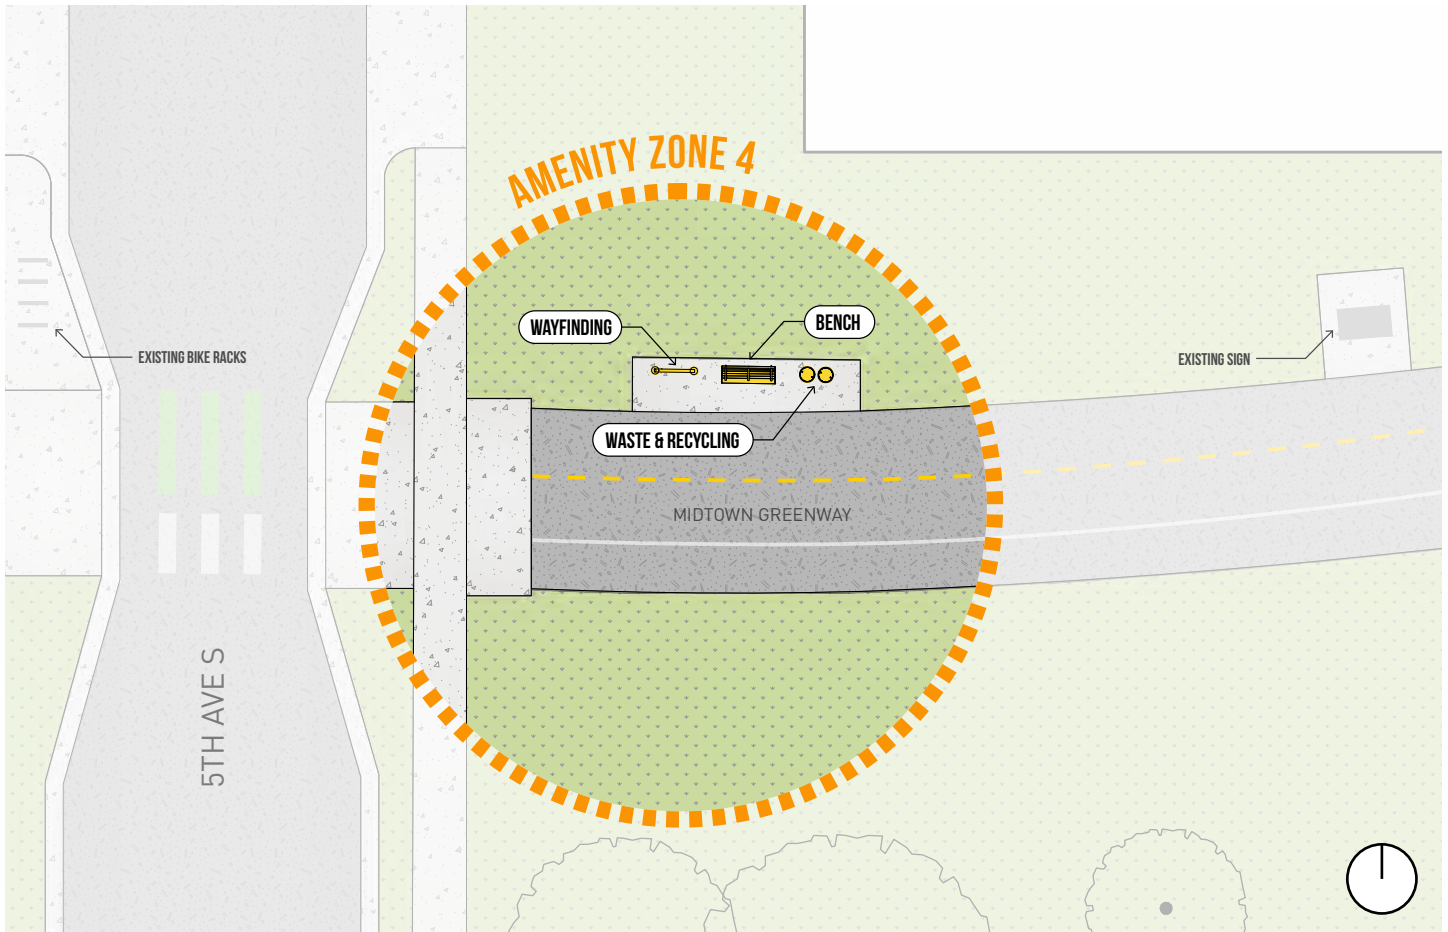 AMENITY ZONE 4
WAYFINDING
BENCH
EXISTING BIKE RACKS
EXISTING SIGN
WASTE & RECYCLING
MIDTOWN GREENWAY
5TH AVE S